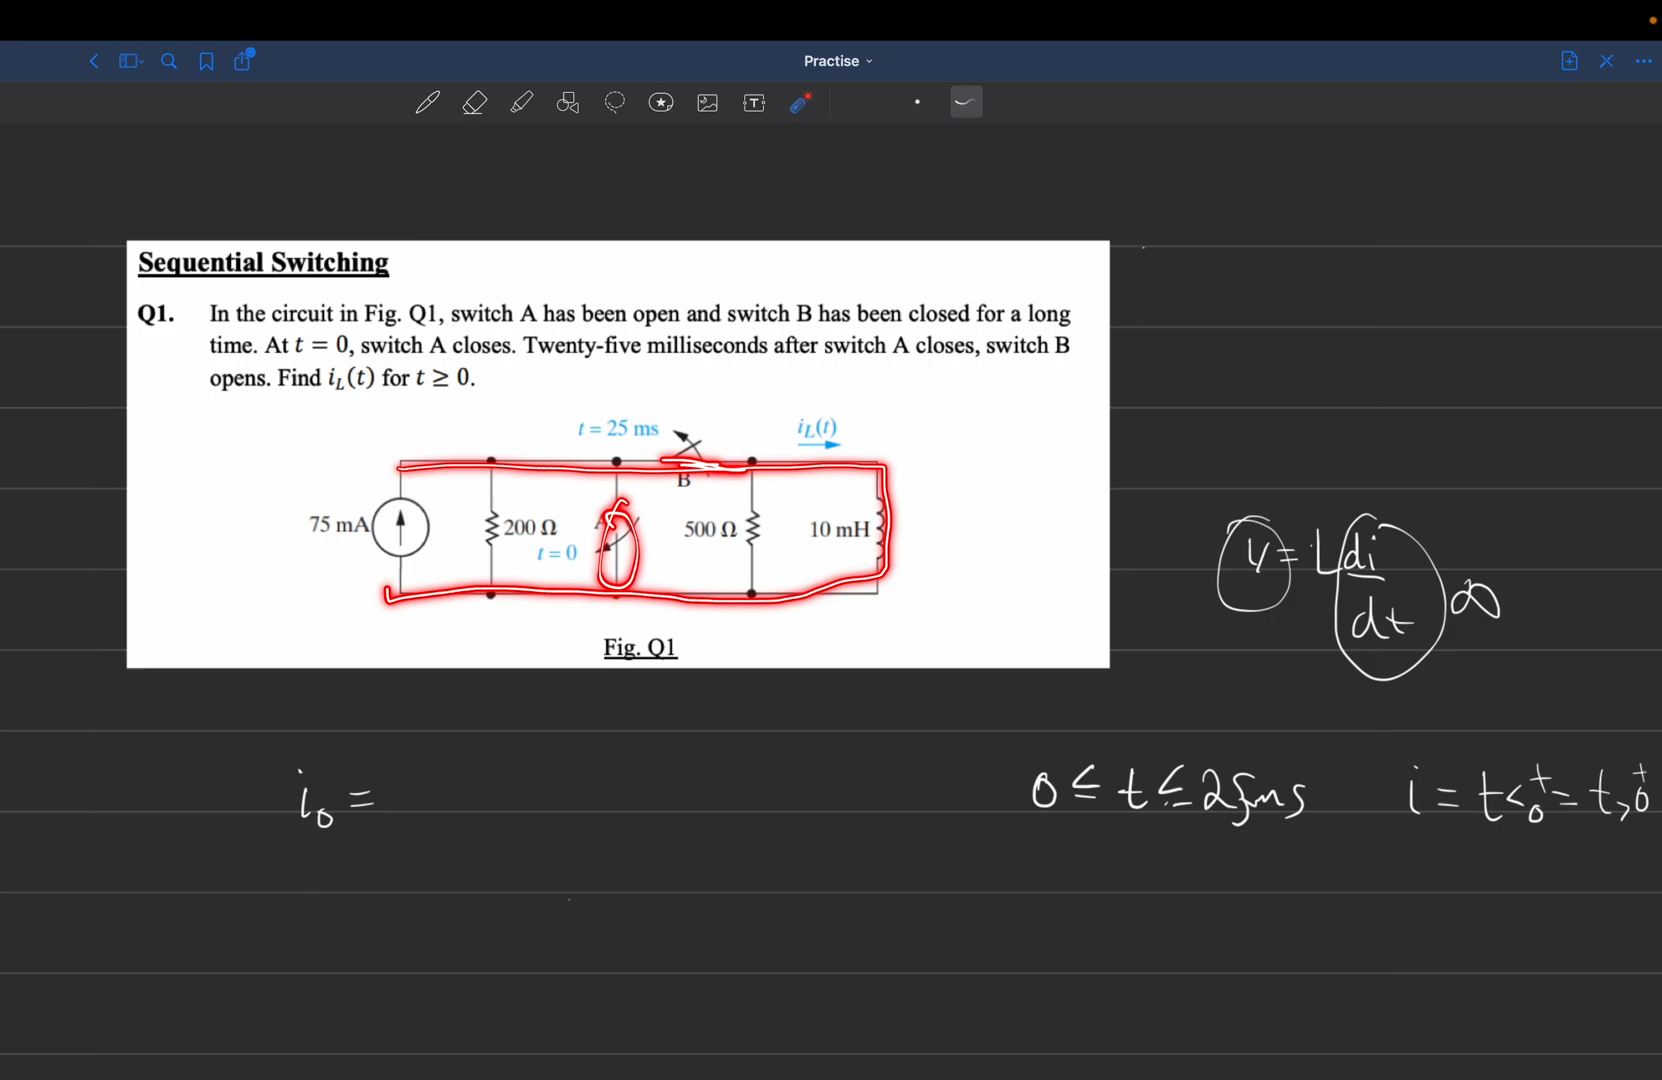 Practise
Sequential Switching
Q1. In the circuit in Fig. Q1, switch A has been open and switch B has been closed for a long
time. At t = 0, switch A closes. Twenty-five milliseconds after switch A closes, switch B
opens. Find iL(t) for t ≥ 0.
t = 25 ms
iL(t)
B
75 mA
200 Ω
t = 0
500 Ω
10 mH
Fig. Q1
V = L di/dt
∞
i0 =
0 ≤ t ≤ 25ms
i = t<0+ = t>0+